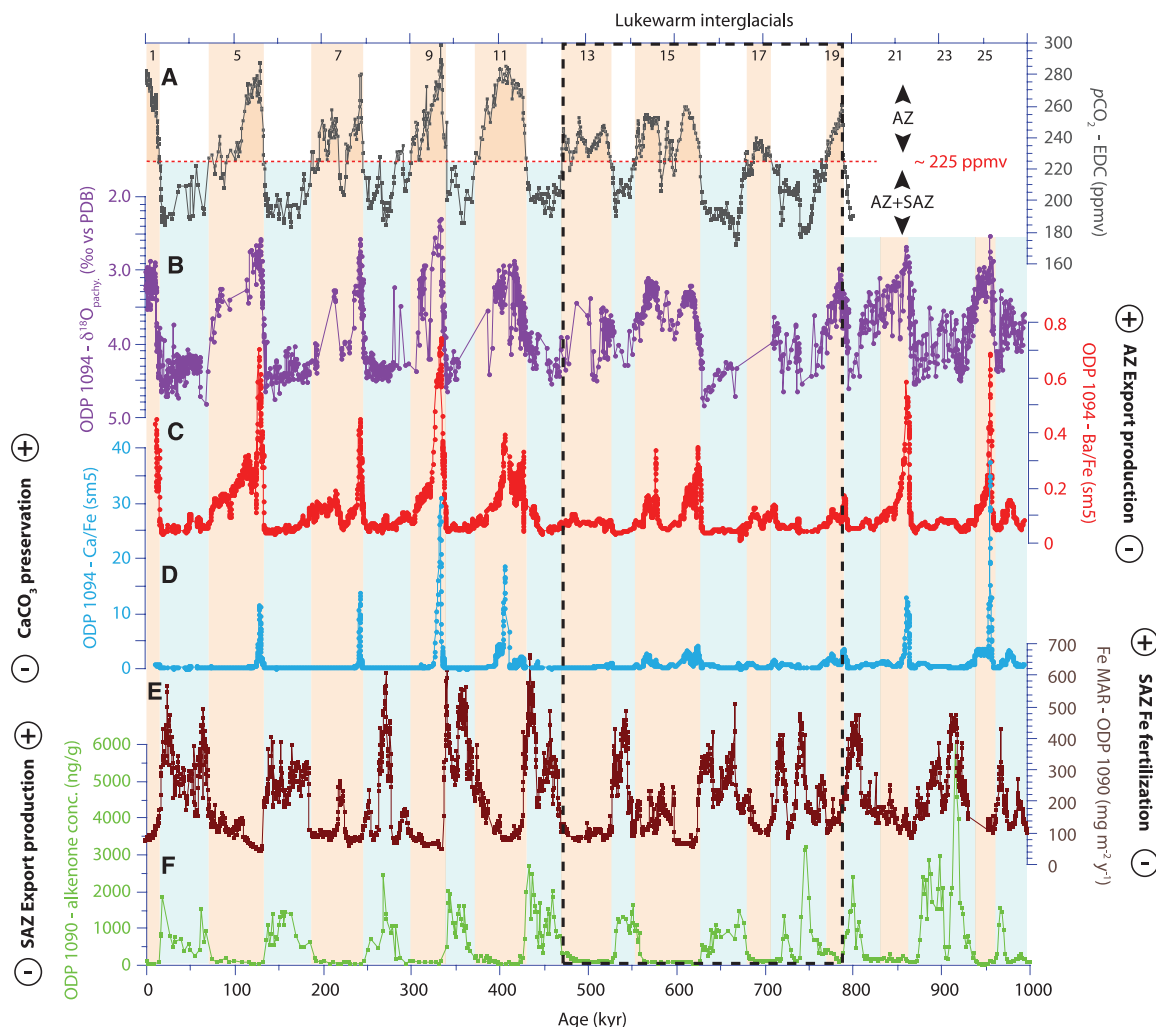 Lukewarm interglacials
1 5 7 9 11 13 15 17 19 21 23 25
A
300
280
260
240
220
200
180
160
pCO2 - EDC (ppmv)
AZ
~ 225 ppmv
AZ+SAZ
B
2.0
3.0
4.0
5.0
ODP 1094 - δ18Opachy. (‰ vs PDB)
C
0.8
0.6
0.4
0.2
0
ODP 1094 - Ba/Fe (sm5)
+ AZ Export production -
D
40
30
20
10
0
ODP 1094 - Ca/Fe (sm5)
- CaCO3 preservation +
E
700
600
500
400
300
200
100
0
Fe MAR - ODP 1090 (mg m-2 y-1)
+ SAZ Fe fertilization -
F
6000
5000
4000
3000
2000
1000
0
ODP 1090 - alkenone conc. (ng/g)
- SAZ Export production +
0 100 200 300 400 500 600 700 800 900 1000
Age (kyr)